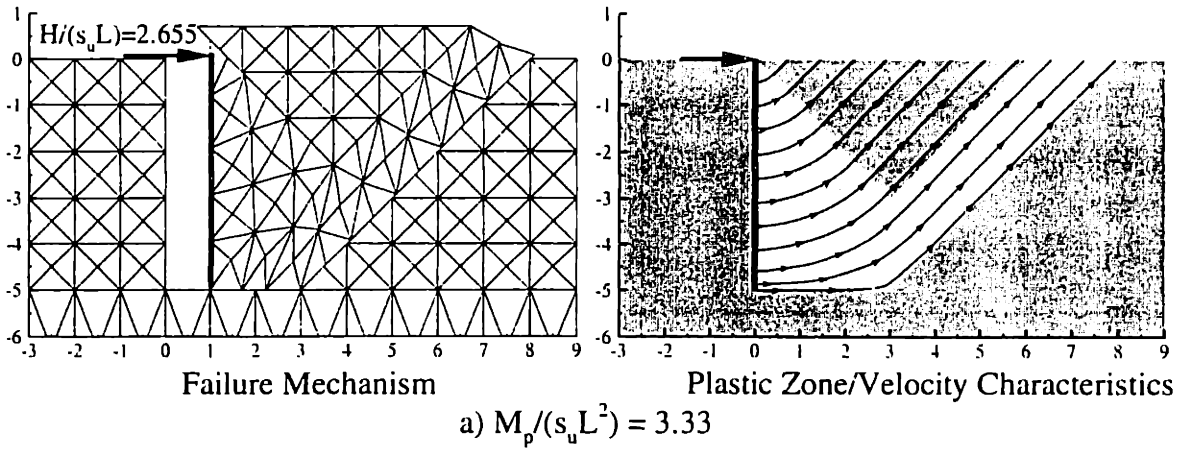 1
Hi/(s_uL)=2.655
0
-1
-2
-3
-4
-5
-6
-3 -2 -1 0 1 2 3 4 5 6 7 8 9
Failure Mechanism
1
0
-1
-2
-3
-4
-5
-6
-3 -2 -1 0 1 2 3 4 5 6 7 8 9
Plastic Zone/Velocity Characteristics
a) M_p/(s_uL²) = 3.33